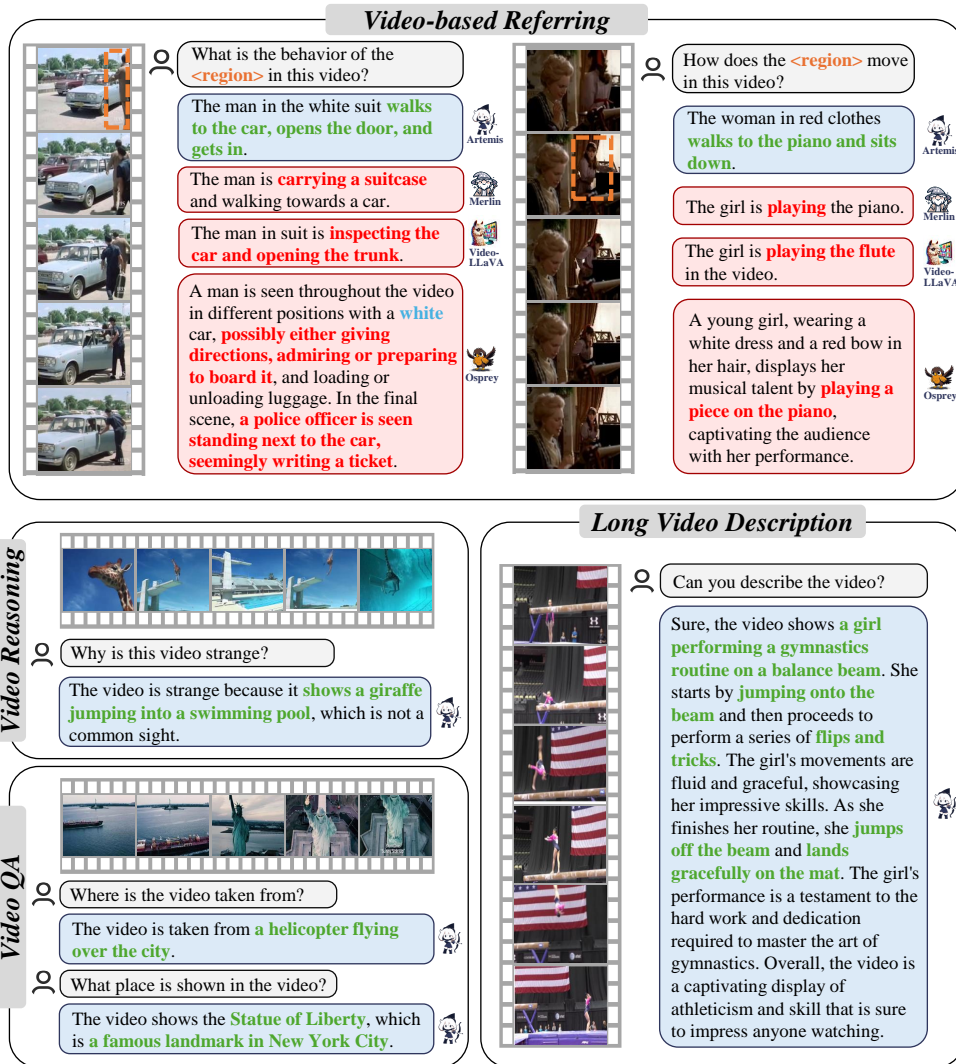 Video-based Referring
What is the behavior of the
<region> in this video?
The man in the white suit walks
to the car, opens the door, and
gets in.
Artemis
The man is carrying a suitcase
and walking towards a car.
Merlin
The man in suit is inspecting the
car and opening the trunk.
Video-
LLaVA
A man is seen throughout the video
in different positions with a white
car, possibly either giving
directions, admiring or preparing
to board it, and loading or
unloading luggage. In the final
scene, a police officer is seen
standing next to the car,
seemingly writing a ticket.
Osprey
How does the <region> move
in this video?
The woman in red clothes
walks to the piano and sits
down.
Artemis
The girl is playing the piano.
Merlin
The girl is playing the flute
in the video.
Video-
LLaVA
A young girl, wearing a
white dress and a red bow in
her hair, displays her
musical talent by playing a
piece on the piano,
captivating the audience
with her performance.
Osprey
Video Reasoning
Why is this video strange?
The video is strange because it shows a giraffe
jumping into a swimming pool, which is not a
common sight.
Video QA
Where is the video taken from?
The video is taken from a helicopter flying
over the city.
What place is shown in the video?
The video shows the Statue of Liberty, which
is a famous landmark in New York City.
Long Video Description
Can you describe the video?
Sure, the video shows a girl
performing a gymnastics
routine on a balance beam. She
starts by jumping onto the
beam and then proceeds to
perform a series of flips and
tricks. The girl's movements are
fluid and graceful, showcasing
her impressive skills. As she
finishes her routine, she jumps
off the beam and lands
gracefully on the mat. The girl's
performance is a testament to the
hard work and dedication
required to master the art of
gymnastics. Overall, the video is
a captivating display of
athleticism and skill that is sure
to impress anyone watching.